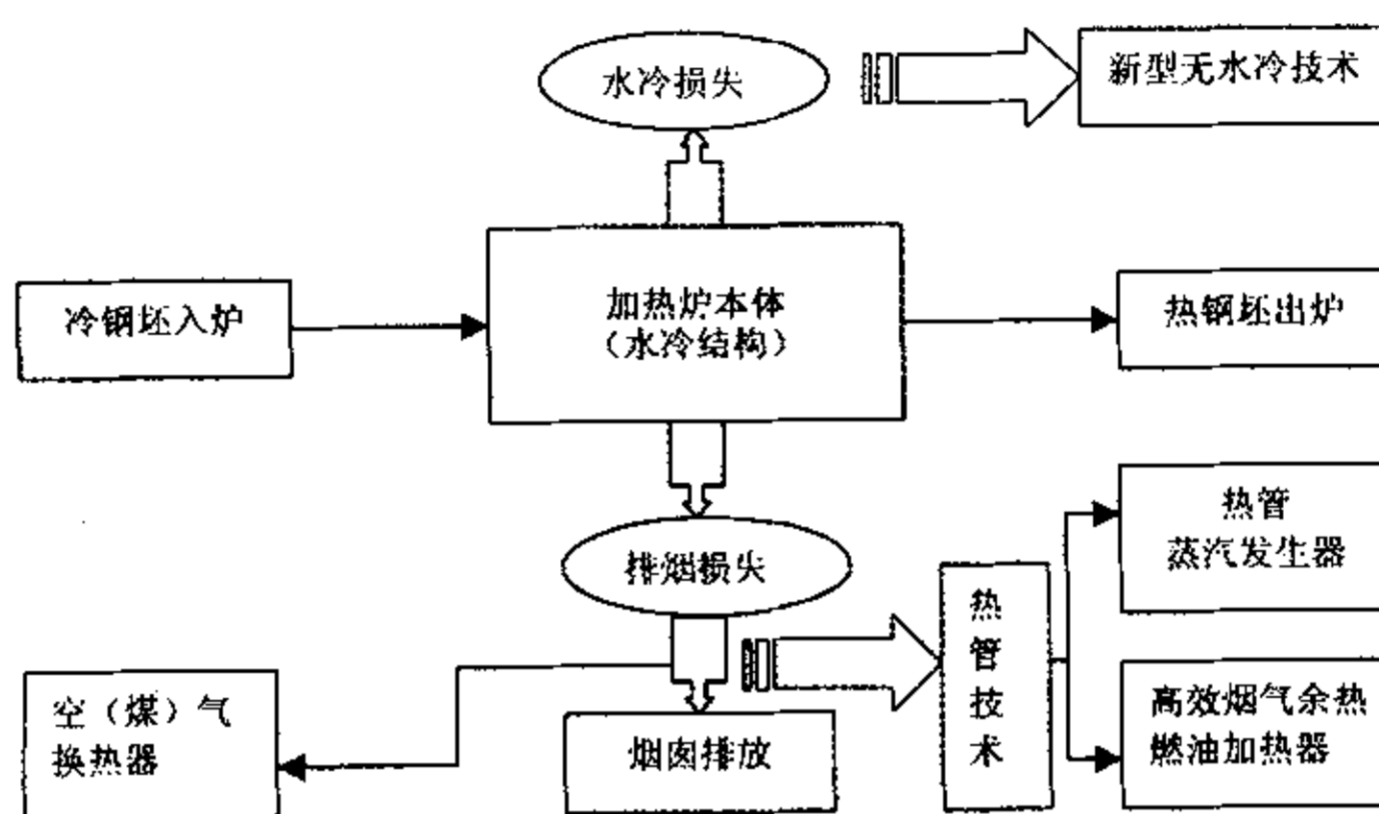 水冷损失
新型无水冷技术
冷钢坯入炉
加热炉本体
（水冷结构）
热钢坯出炉
排烟损失
热管
蒸汽发生器
热
管
技
术
空（煤）气
换热器
烟囱排放
高效烟气余热
燃油加热器